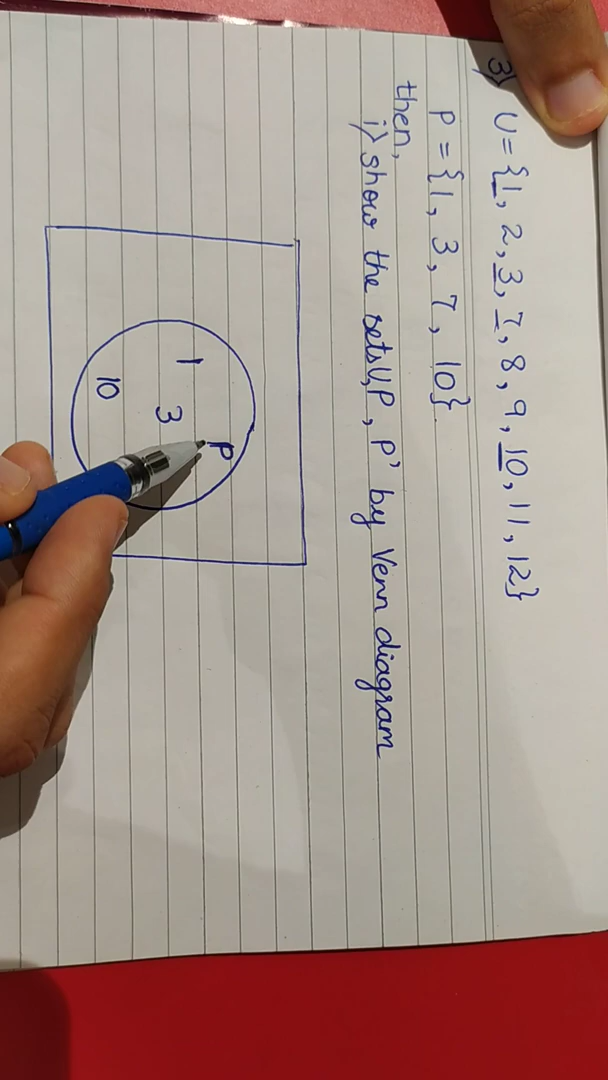 3) U = {1, 2, 3, 7, 8, 9, 10, 11, 12}
P = {1, 3, 7, 10}
then,
i) show the sets U, P, P' by Venn diagram
P
1
3
10